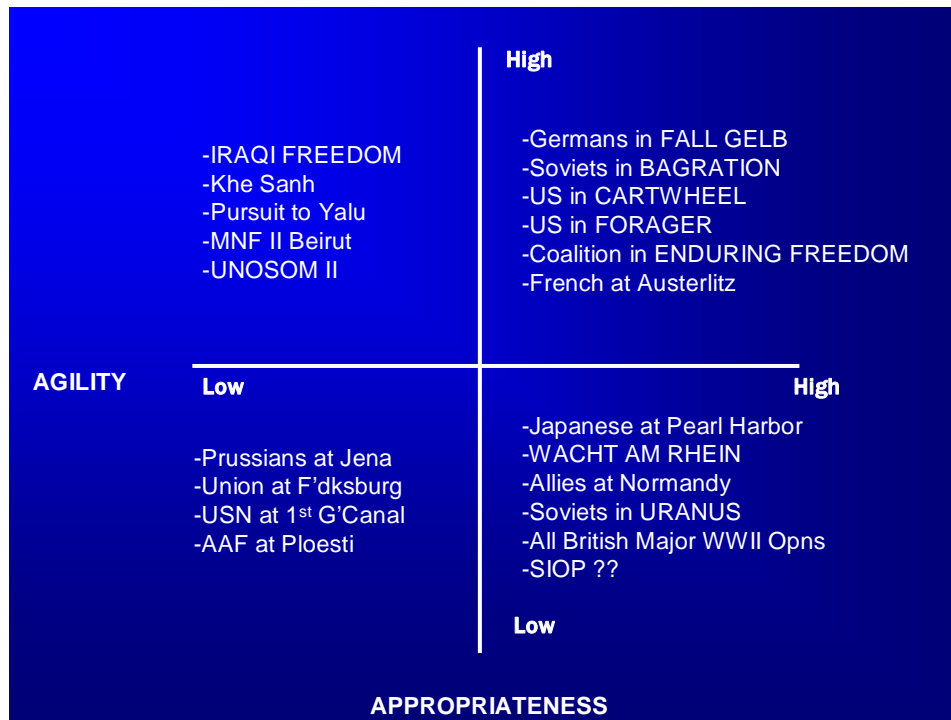 High
-IRAQI FREEDOM
-Khe Sanh
-Pursuit to Yalu
-MNF II Beirut
-UNOSOM II
-Germans in FALL GELB
-Soviets in BAGRATION
-US in CARTWHEEL
-US in FORAGER
-Coalition in ENDURING FREEDOM
-French at Austerlitz
AGILITY
Low
High
-Prussians at Jena
-Union at F’dksburg
-USN at 1st G’Canal
-AAF at Ploesti
-Japanese at Pearl Harbor
-WACHT AM RHEIN
-Allies at Normandy
-Soviets in URANUS
-All British Major WWII Opns
-SIOP ??
Low
APPROPRIATENESS